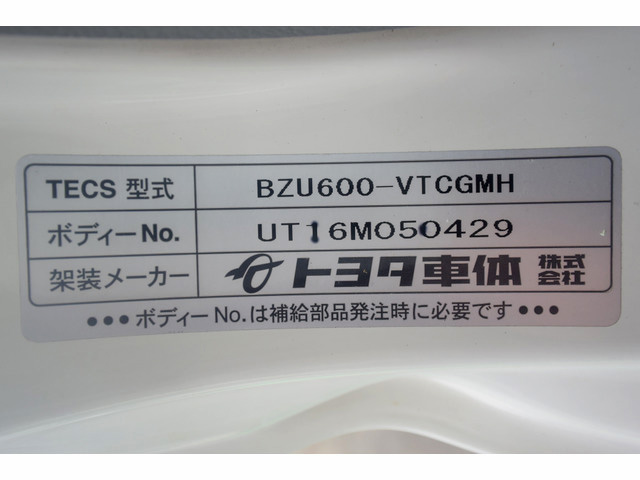 TECS 型式 BZU600-VTCGMH
ボディーNo. UT16M050429
架装メーカー トヨタ車体 株式会社
●●●ボディーNo.は補給部品発注時に必要です●●●